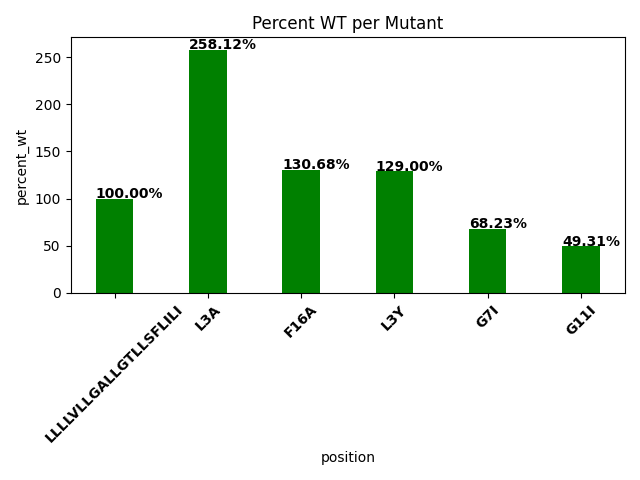 Percent WT per Mutant
percent_wt
250
200
150
100
50
0
100.00%
258.12%
130.68%
129.00%
68.23%
49.31%
LLLLVLLGALLGTLLSFLILI
L3A
F16A
L3Y
G7I
G11I
position